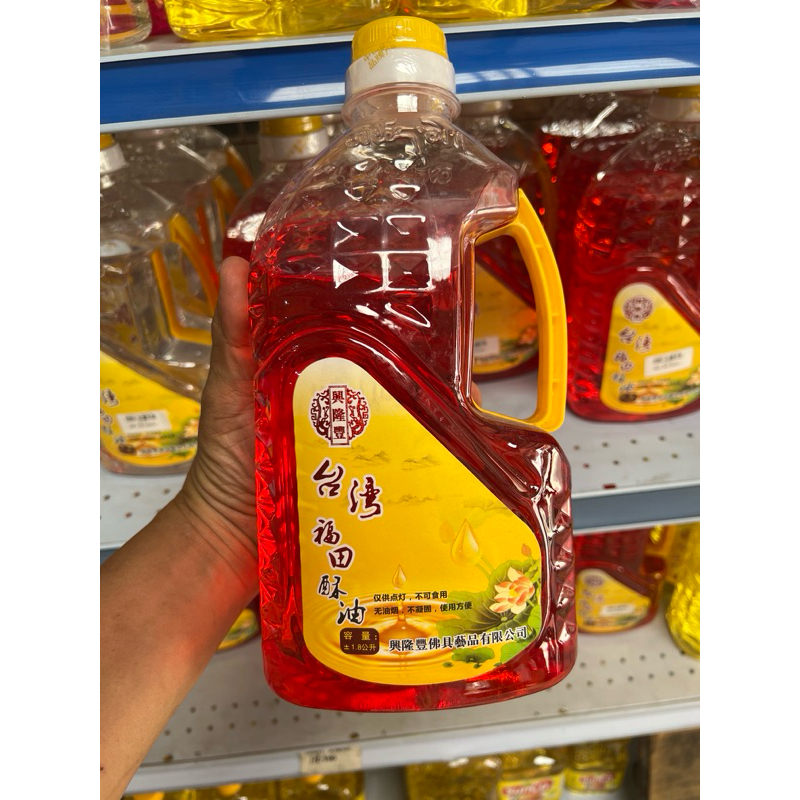 興隆豐
台湾
福田酥油
仅供点灯，不可食用
无油烟，不凝固，使用方便
容 量：
±1.8公升
興隆豐佛具藝品有限公司
台湾